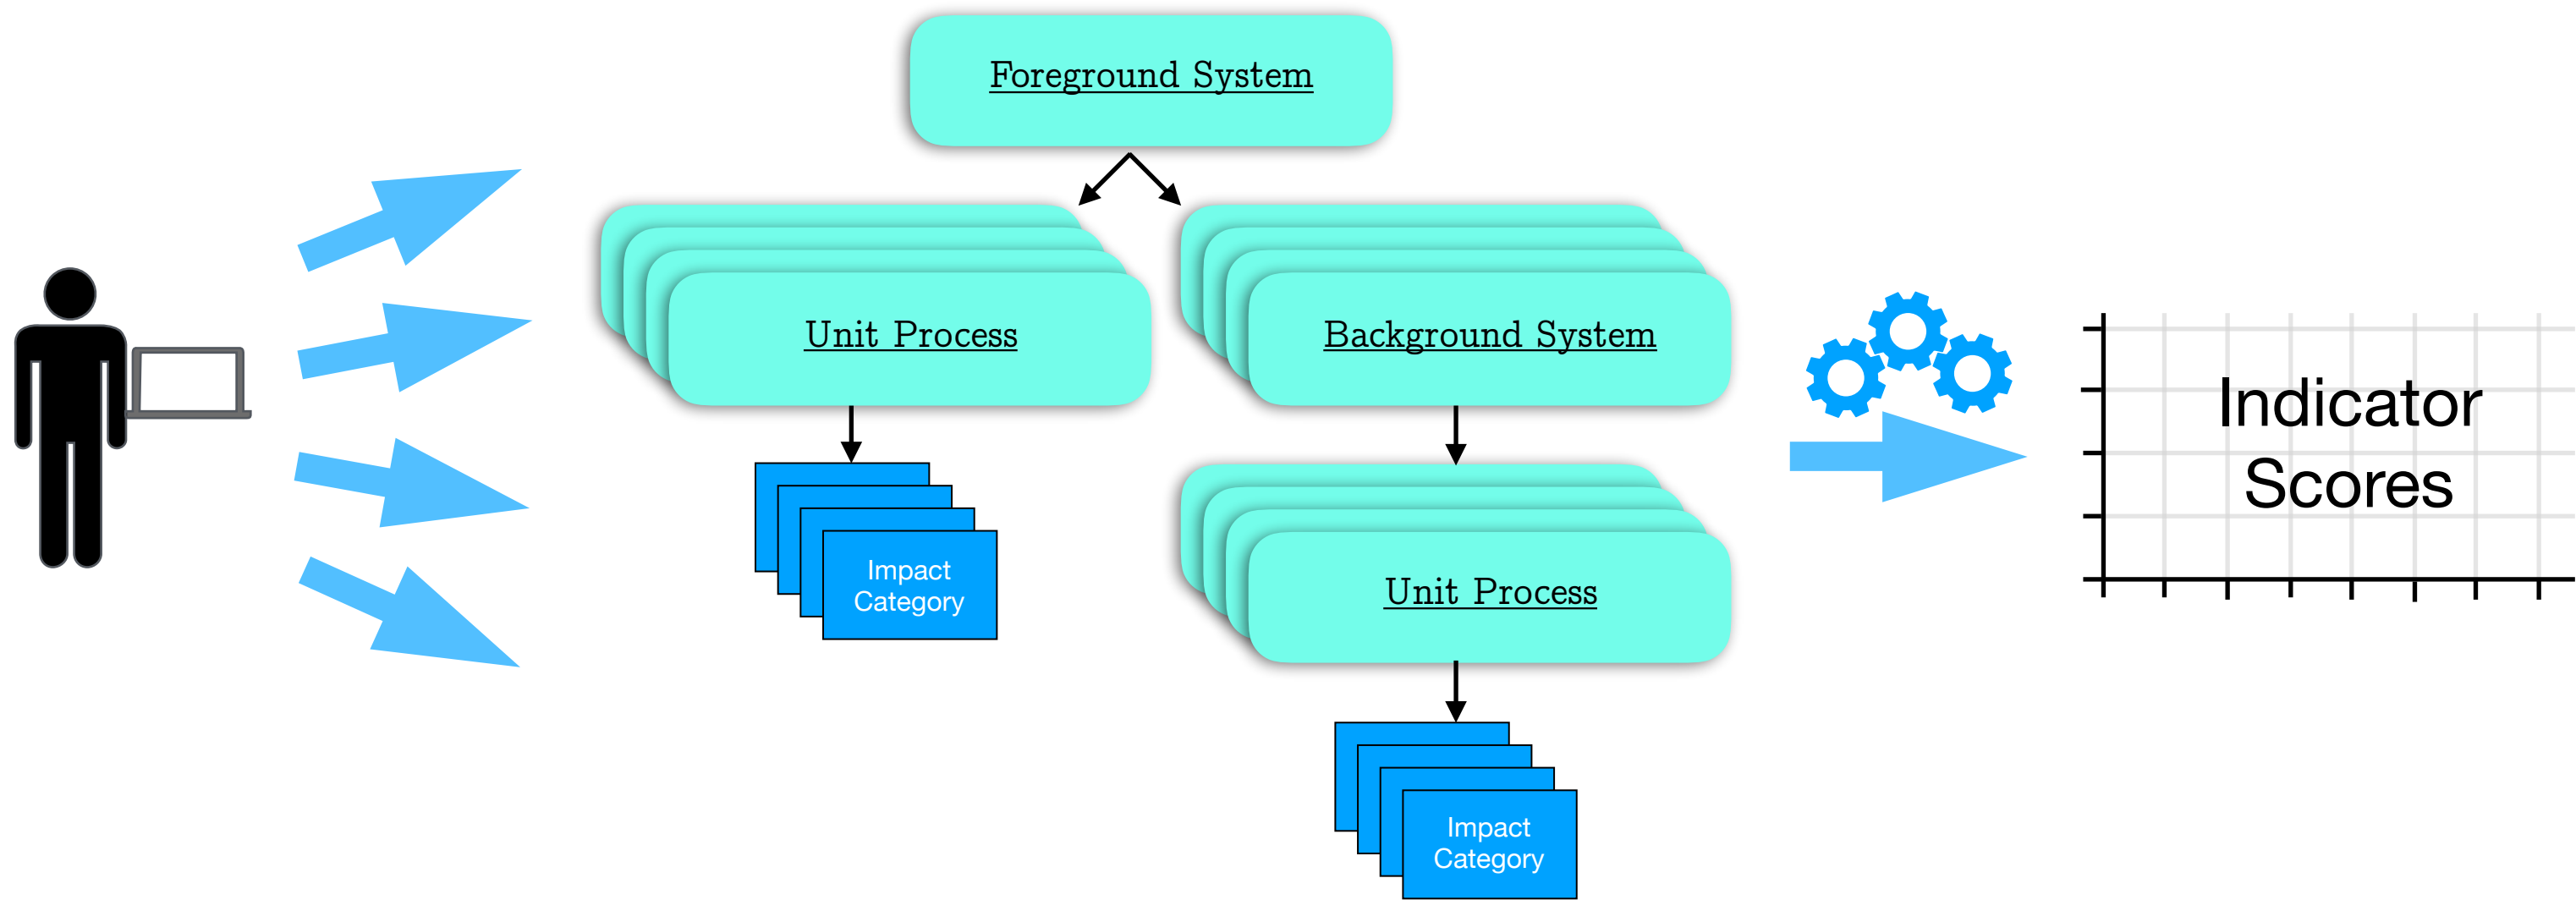 Foreground System
Unit Process
Background System
Impact
Category
Unit Process
Impact
Category
Indicator
Scores